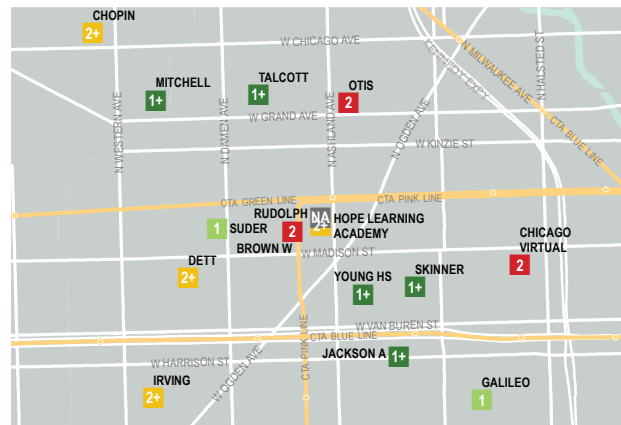 CHOPIN
2+
W CHICAGO AVE
KENNEDY EXPY
N MILWAUKEE AVE
N HALSTED ST
MITCHELL
1+
TALCOTT
1+
OTIS
2
N WESTERN AVE
N DAMEN AVE
W GRAND AVE
N ASHLAND AVE
N OGDEN AVE
CTA BLUE LINE
W KINZIE ST
CTA GREEN LINE
CTA PINK LINE
1
SUDER
RUDOLPH
2
BROWN W
NA
2+
HOPE LEARNING
ACADEMY
W MADISON ST
CHICAGO
VIRTUAL
2
DETT
2+
YOUNG HS
1+
SKINNER
1+
W VAN BUREN ST
CTA BLUE LINE
CTA PINK LINE
W HARRISON ST
W OGDEN AVE
JACKSON A
1+
IRVING
2+
GALILEO
1